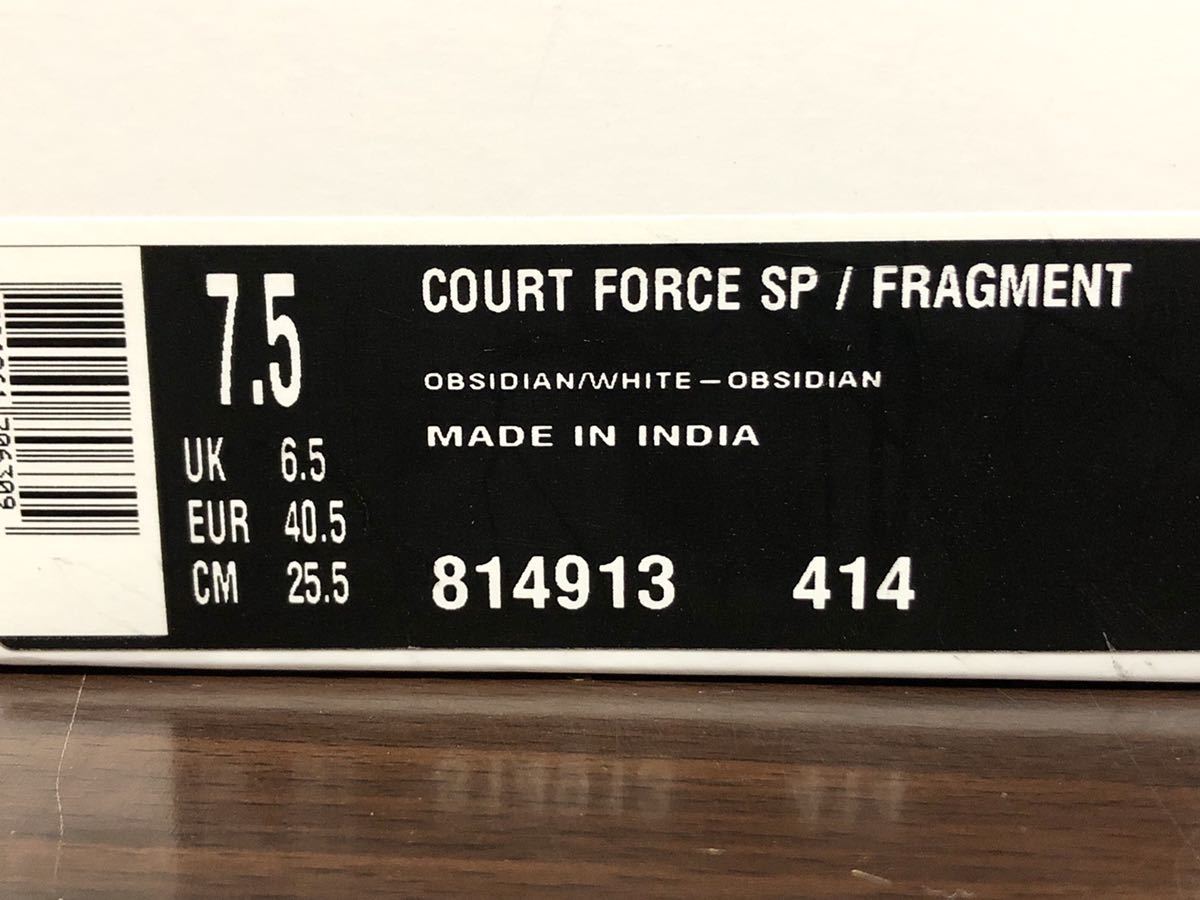 7.5
UK 6.5
EUR 40.5
CM 25.5
COURT FORCE SP / FRAGMENT
OBSIDIAN/WHITE–OBSIDIAN
MADE IN INDIA
814913 414